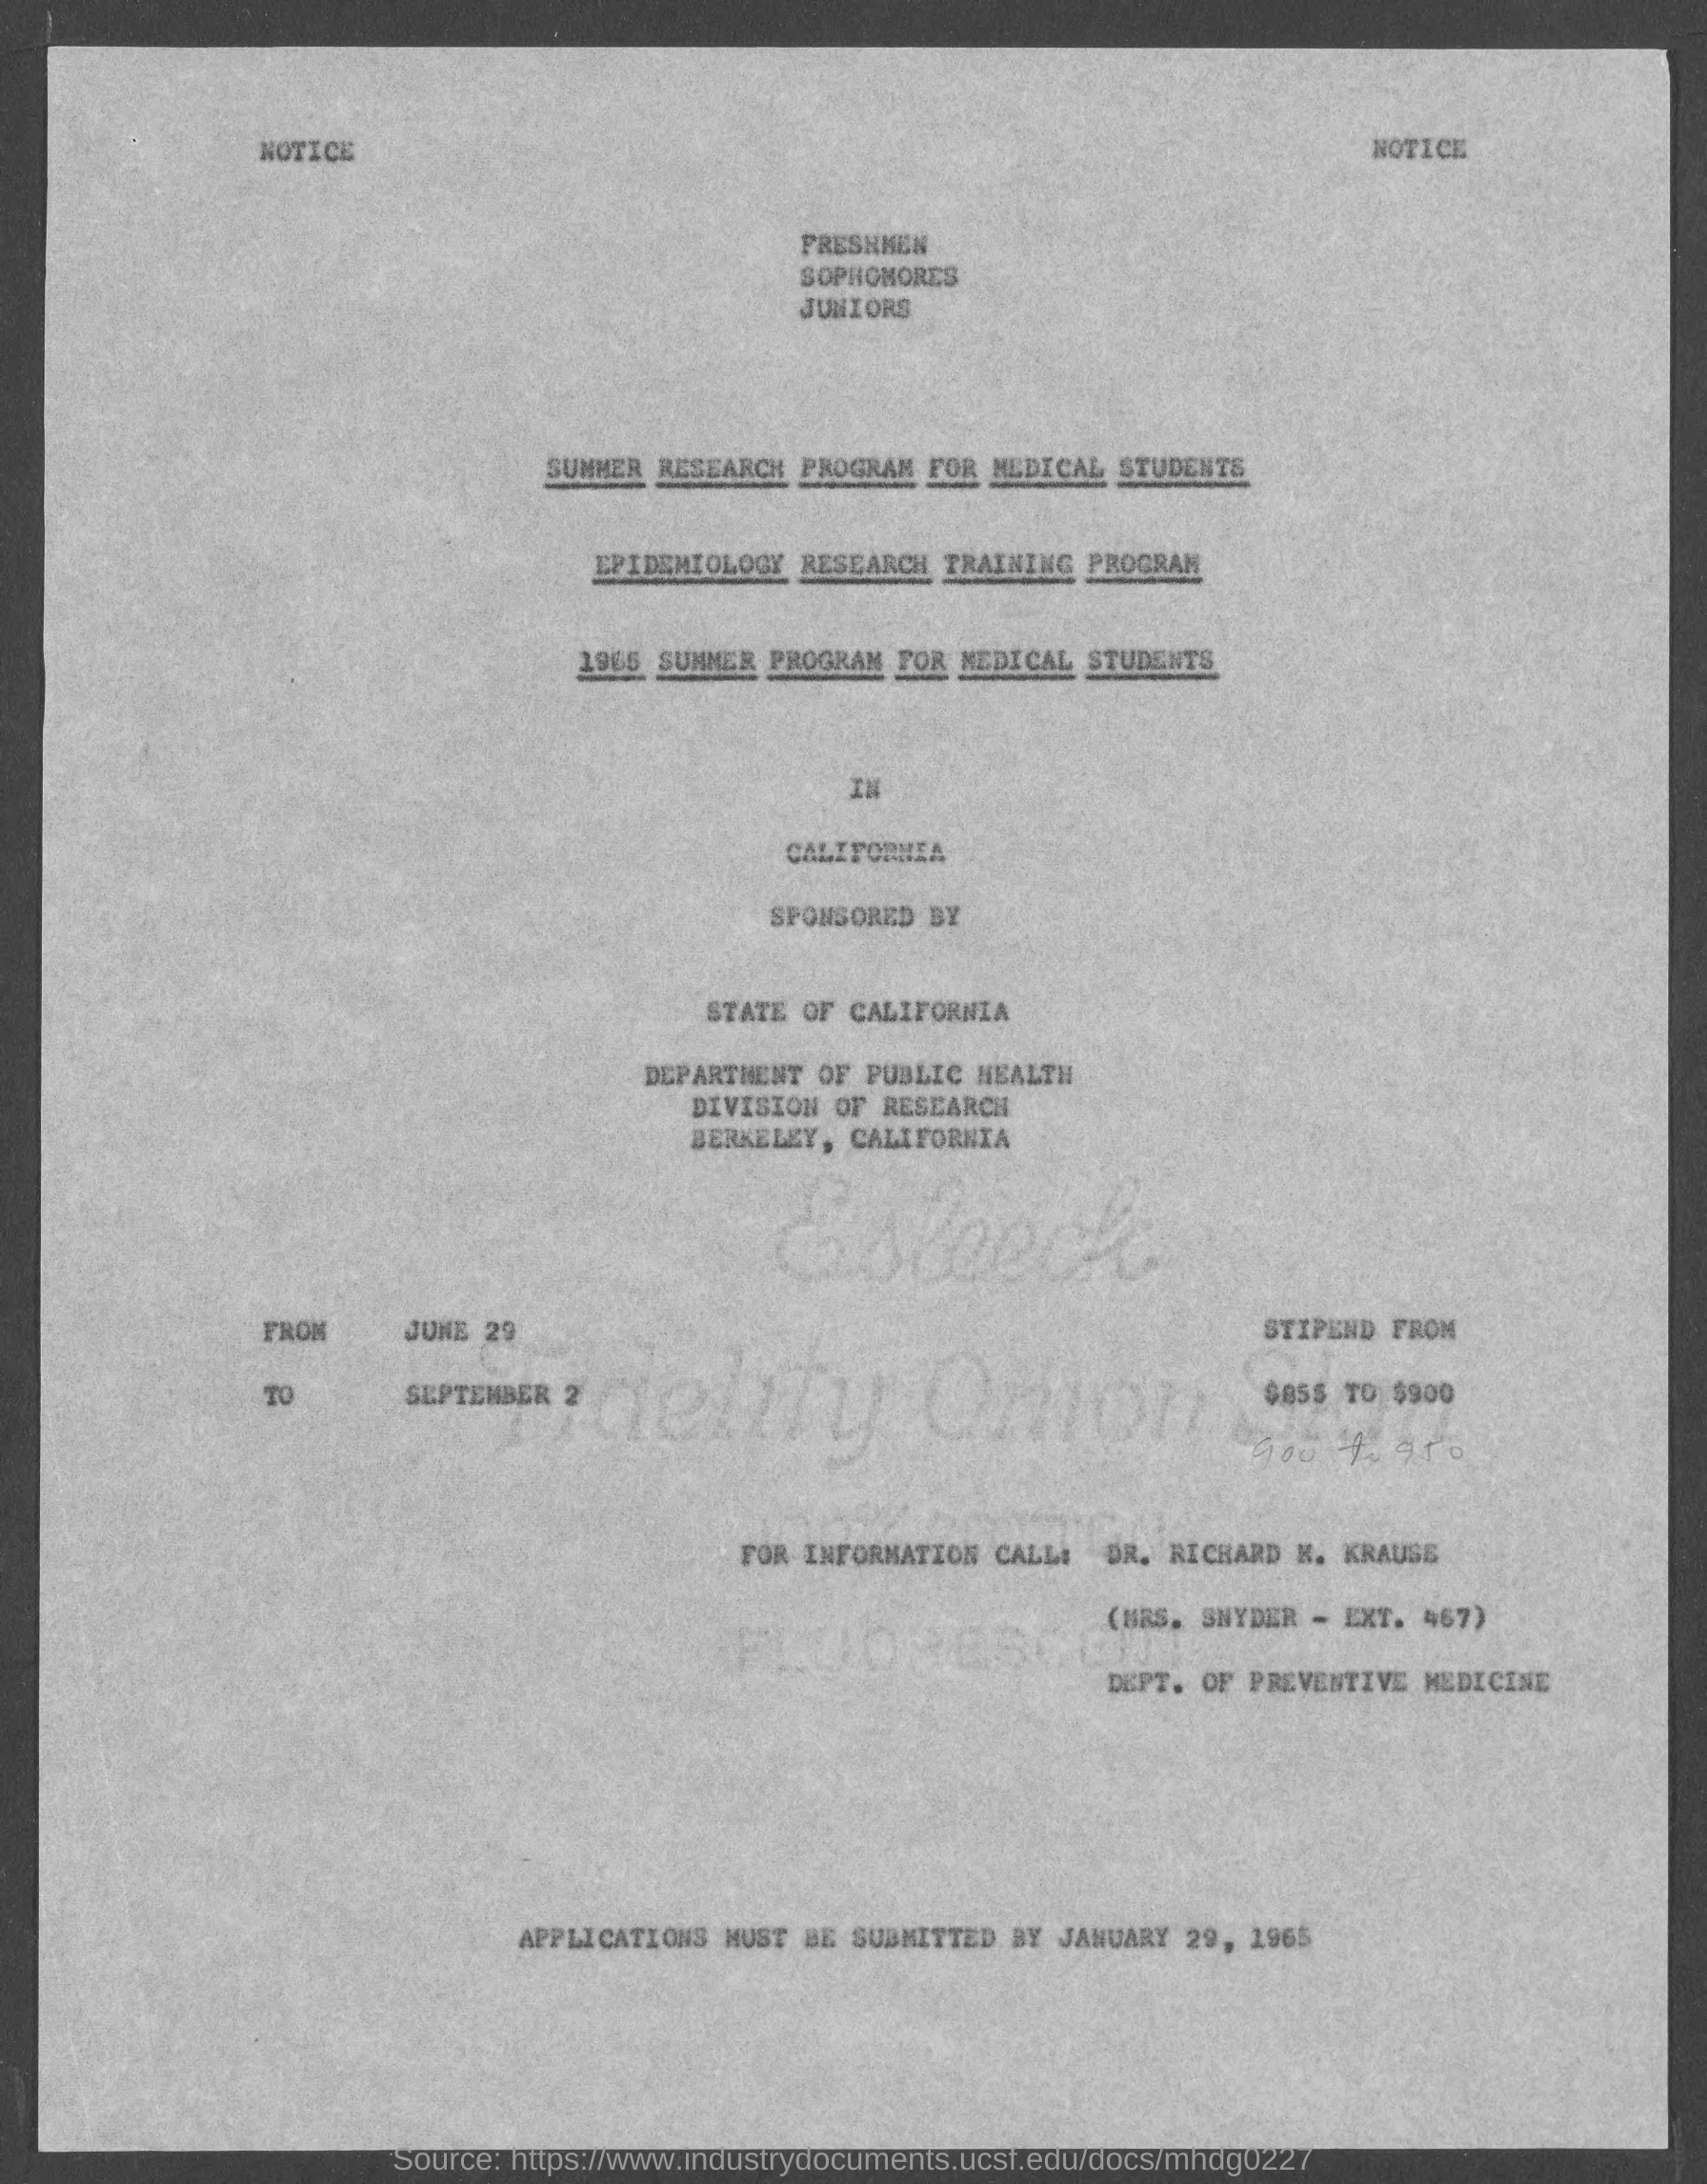 NOTICE NOTICE
FRESHMEN
SOPHOMORES
JUNIORS
SUMMER RESEARCH PROGRAM FOR MEDICAL STUDENTS
EPIDEMIOLOGY RESEARCH TRAINING PROGRAM
1965 SUMMER PROGRAM FOR MEDICAL STUDENTS
IN
CALIFORNIA
SPONSORED BY
STATE OF CALIFORNIA
DEPARTMENT OF PUBLIC HEALTH
DIVISION OF RESEARCH
BERKELEY, CALIFORNIA
FROM JUNE 29 STIPEND FROM
Fidelity Onion Skin
TO SEPTEMBER 2 $855 TO $900
900 to 950
FOR INFORMATION CALL: DR. RICHARD M. KRAUSE
(MRS. SNYDER - EXT. 467)
DEPT. OF PREVENTIVE MEDICINE
APPLICATIONS MUST BE SUBMITTED BY JANUARY 29, 1965
Source: https://www.industrydocuments.ucsf.edu/docs/mhdg0227